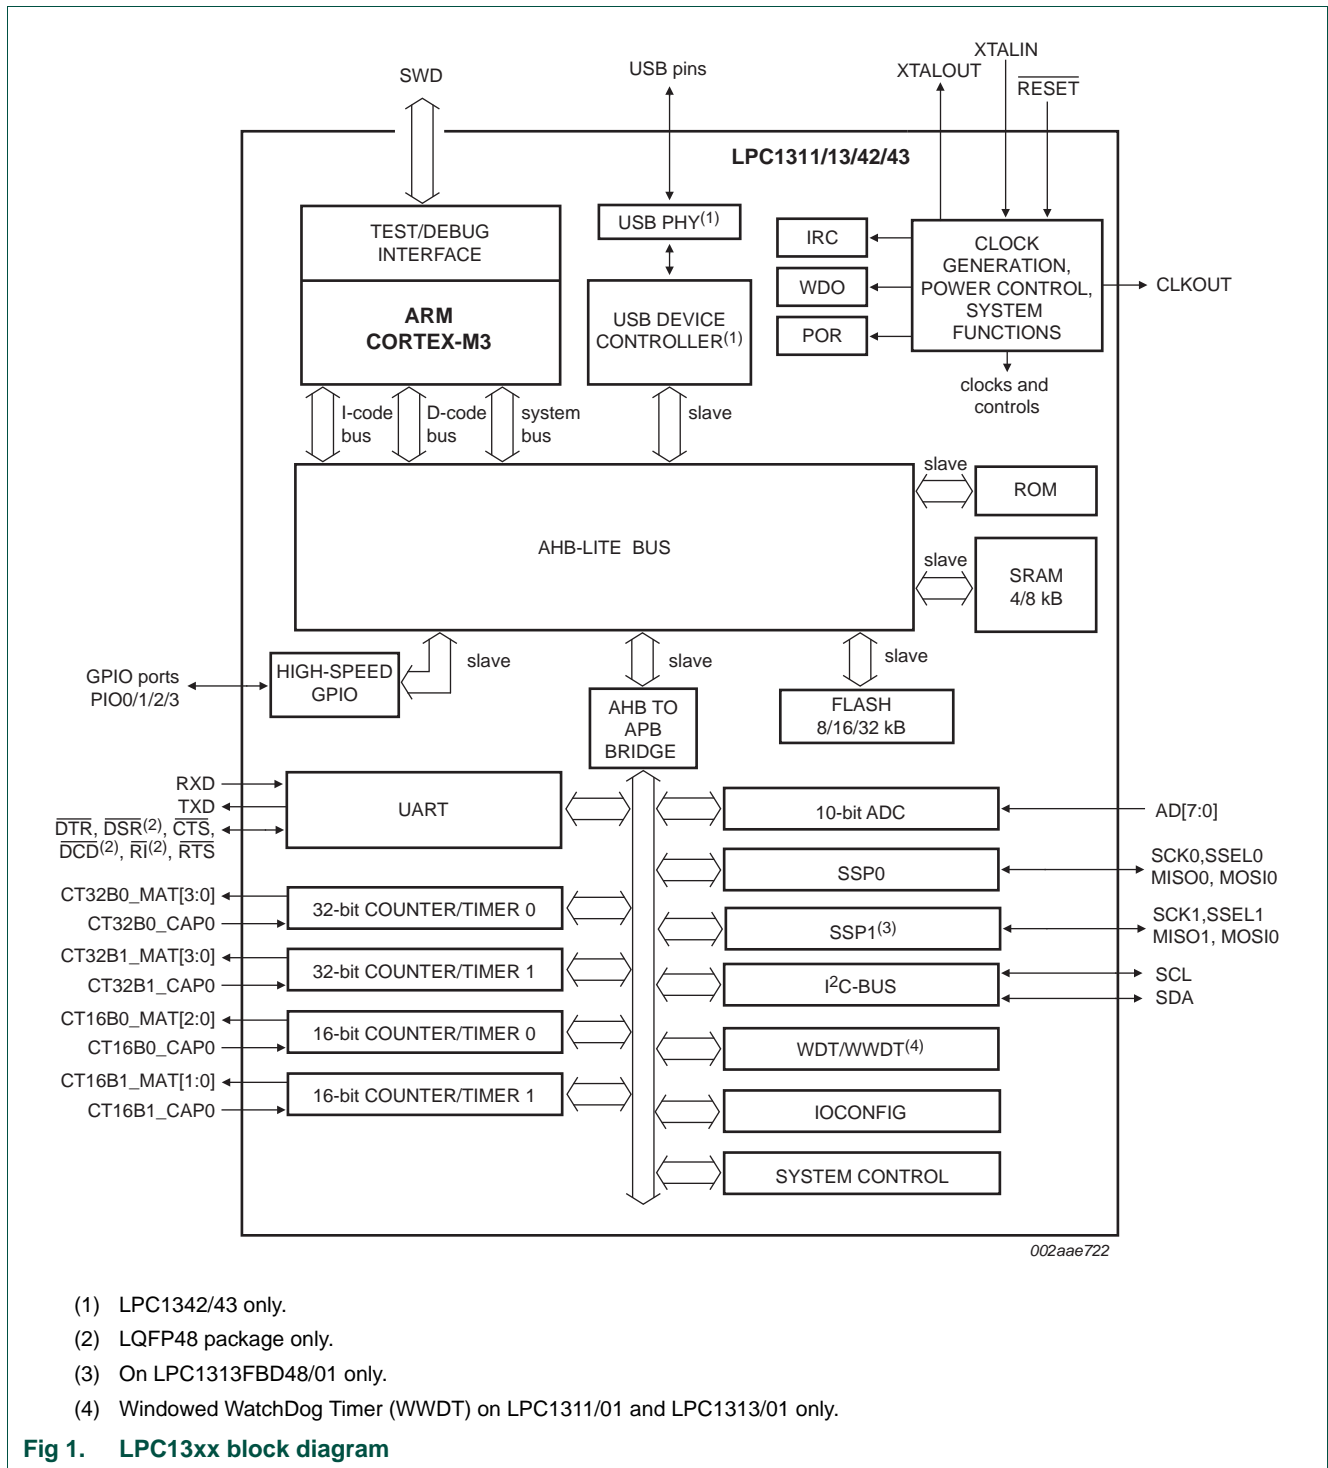 SWD
USB pins
XTALIN
XTALOUT
RESET
LPC1311/13/42/43
TEST/DEBUG
INTERFACE
ARM
CORTEX-M3
USB PHY(1)
USB DEVICE
CONTROLLER(1)
IRC
WDO
POR
CLOCK
GENERATION,
POWER CONTROL,
SYSTEM
FUNCTIONS
CLKOUT
clocks and
controls
I-code
bus
D-code
bus
system
bus
slave
AHB-LITE BUS
slave
ROM
slave
SRAM
4/8 kB
GPIO ports
PIO0/1/2/3
HIGH-SPEED
GPIO
slave
slave
slave
AHB TO
APB
BRIDGE
FLASH
8/16/32 kB
RXD
TXD
DTR, DSR(2), CTS,
DCD(2), RI(2), RTS
UART
10-bit ADC
AD[7:0]
SSP0
SCK0,SSEL0
MISO0, MOSI0
CT32B0_MAT[3:0]
CT32B0_CAP0
32-bit COUNTER/TIMER 0
SSP1(3)
SCK1,SSEL1
MISO1, MOSI0
CT32B1_MAT[3:0]
CT32B1_CAP0
32-bit COUNTER/TIMER 1
I2C-BUS
SCL
SDA
CT16B0_MAT[2:0]
CT16B0_CAP0
16-bit COUNTER/TIMER 0
WDT/WWDT(4)
CT16B1_MAT[1:0]
CT16B1_CAP0
16-bit COUNTER/TIMER 1
IOCONFIG
SYSTEM CONTROL
002aae722
(1) LPC1342/43 only.
(2) LQFP48 package only.
(3) On LPC1313FBD48/01 only.
(4) Windowed WatchDog Timer (WWDT) on LPC1311/01 and LPC1313/01 only.
Fig 1. LPC13xx block diagram